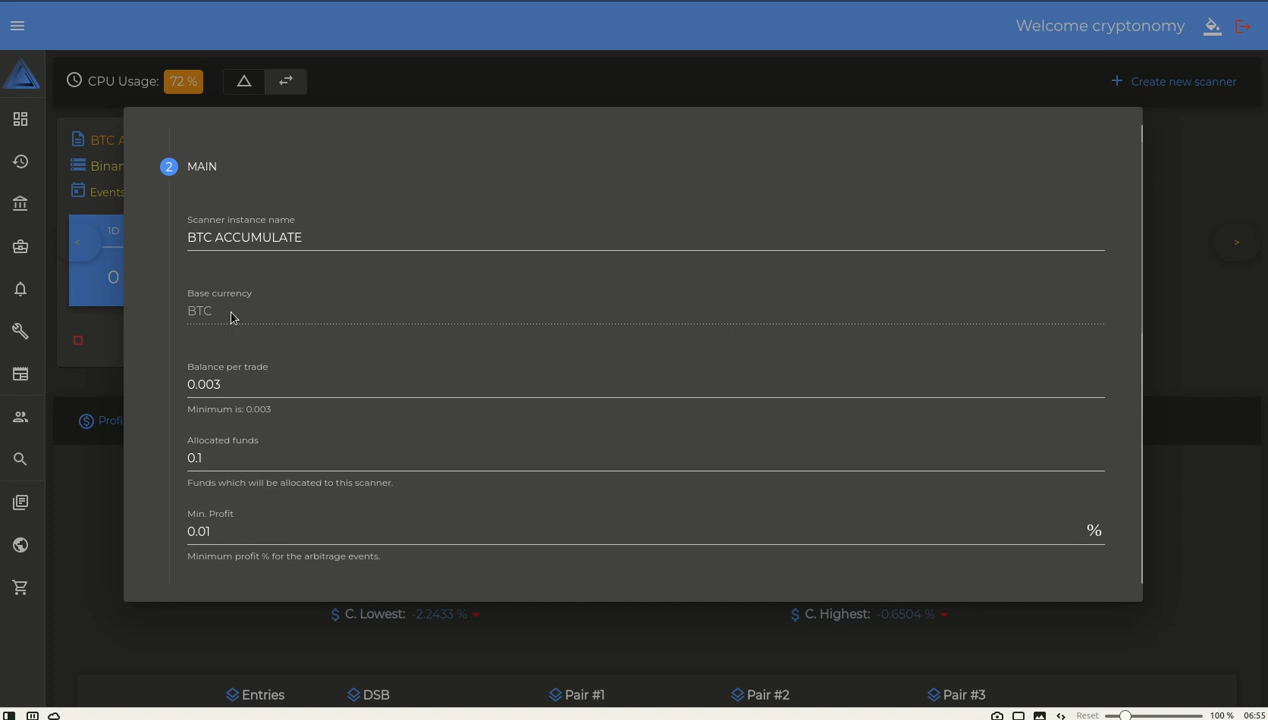 Welcome cryptonomy
CPU Usage: 72 %
Create new scanner
BTC A
Binan
Events
1D
0
<
>
2 MAIN
Scanner instance name
BTC ACCUMULATE
Base currency
BTC
Balance per trade
0.003
Minimum is: 0.003
Allocated funds
0.1
Funds which will be allocated to this scanner.
Min. Profit
0.01 %
Minimum profit % for the arbitrage events.
Profi
$ C. Lowest: -2.2433 %
$ C. Highest: -0.6504 %
Entries DSB Pair #1 Pair #2 Pair #3
Reset 100 % 06:55